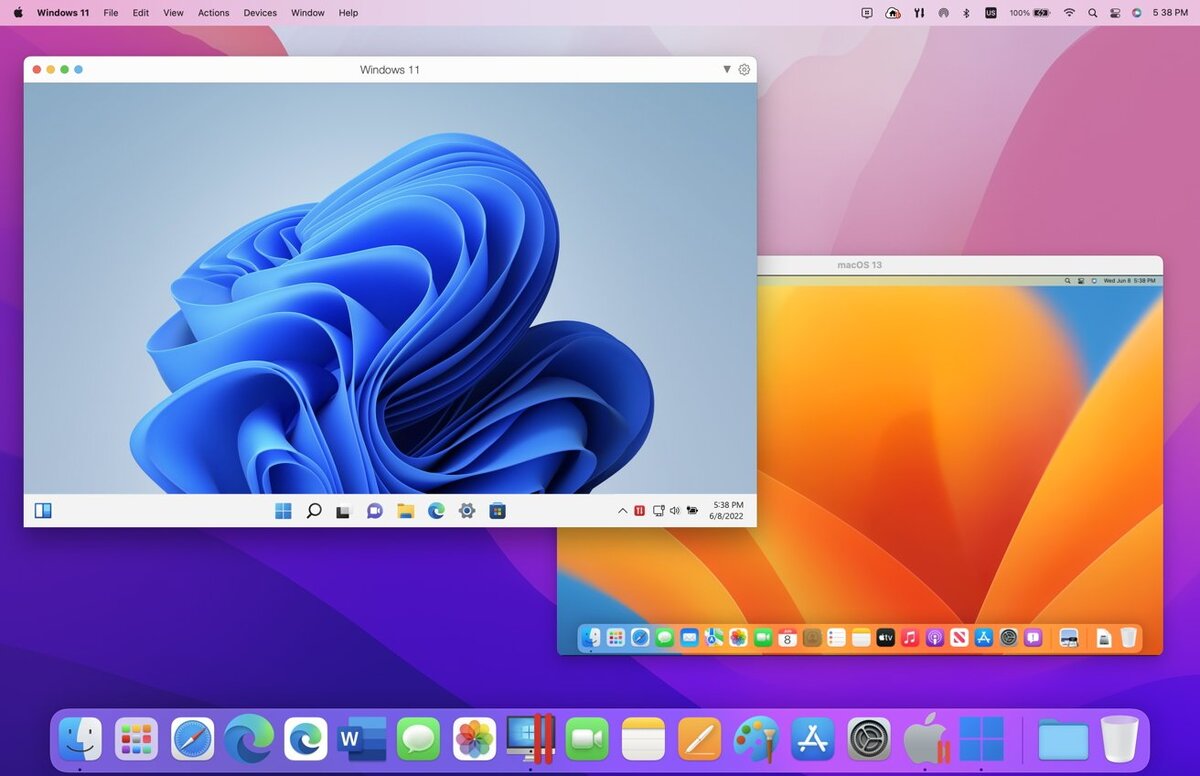 Windows 11 File Edit View Actions Devices Window Help US 100% 5:38 PM
Windows 11
macOS 13
Wed Jun 8 5:38 PM
5:38 PM
6/8/2022
8
tv
W